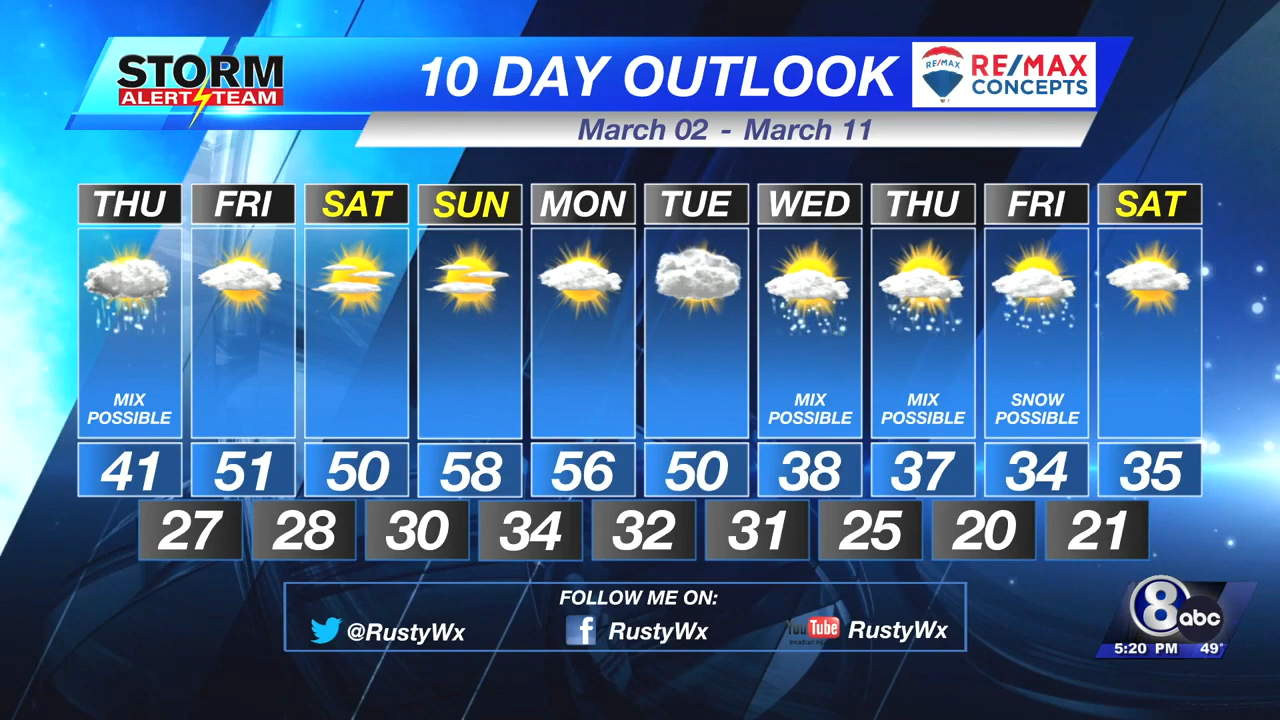 STORM
ALERT TEAM
10 DAY OUTLOOK
RE/MAX
RE/MAX
CONCEPTS
March 02 - March 11
THU FRI SAT SUN MON TUE WED THU FRI SAT
MIX POSSIBLE
MIX POSSIBLE
MIX POSSIBLE
SNOW POSSIBLE
41 51 50 58 56 50 38 37 34 35
27 28 30 34 32 31 25 20 21
FOLLOW ME ON:
@RustyWx RustyWx YouTube RustyWx
8 abc
5:20 PM 49°